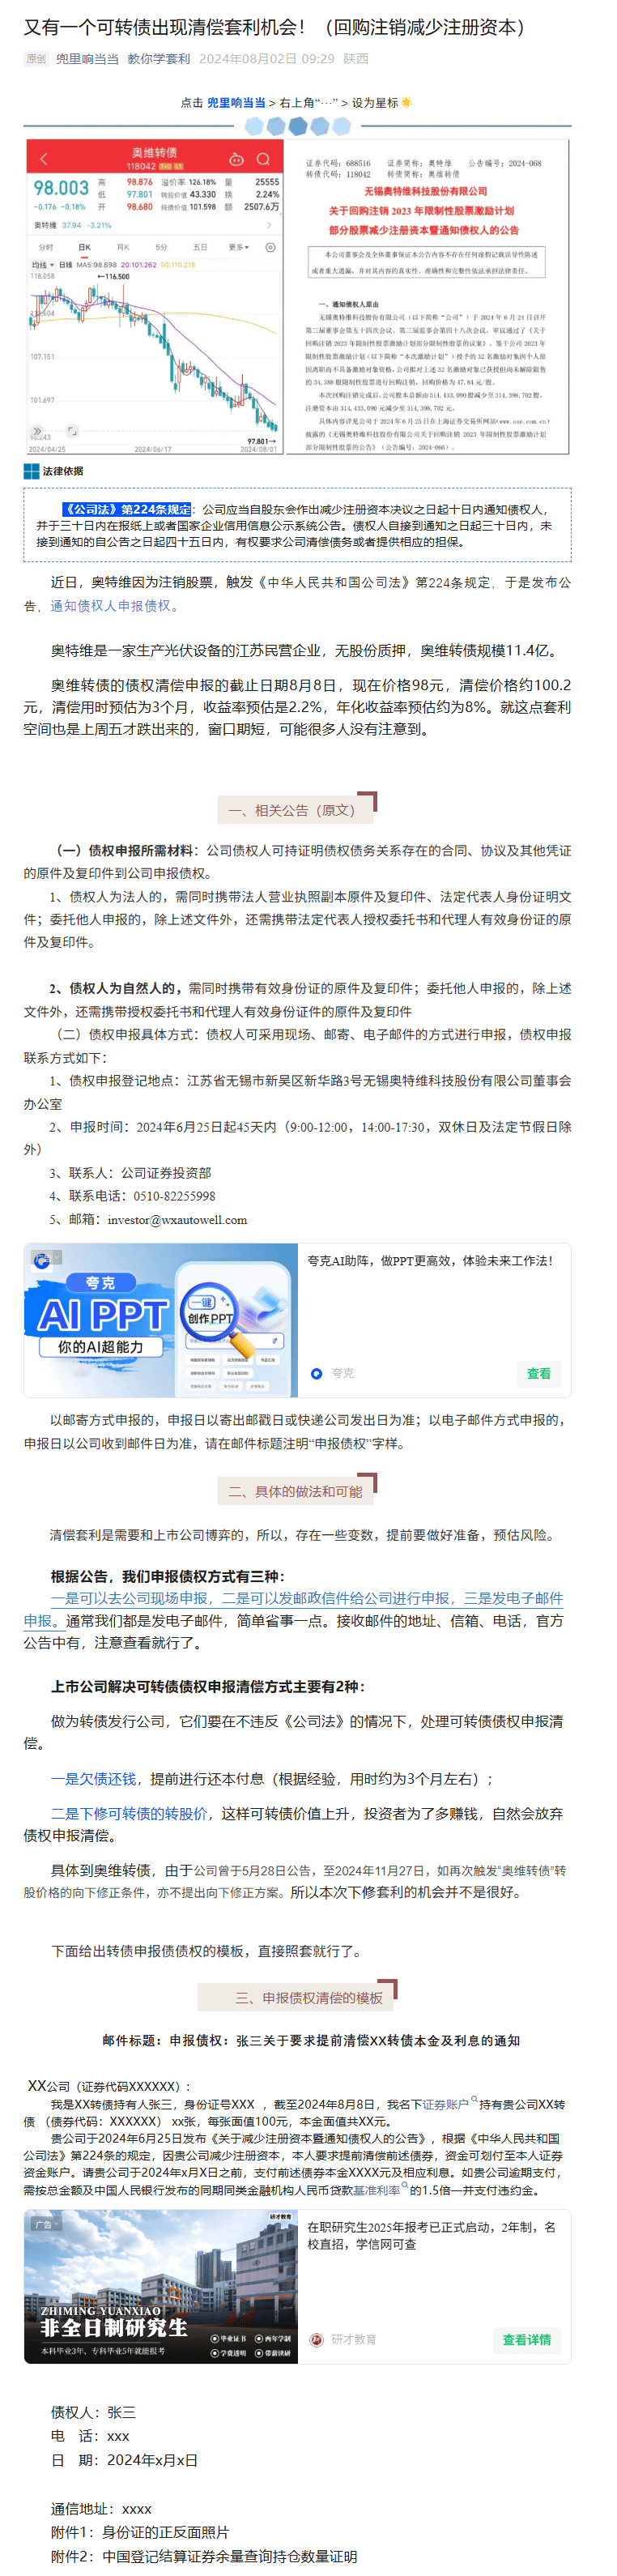 又有一个可转债出现清偿套利机会！（回购注销减少注册资本）
原创 兜里响当当 教你学套利 2024年08月02日 09:29 陕西
点击 兜里响当当 > 右上角“···” > 设为星标
奥维转债
118042
98.003
-0.176 -0.18%
高 98.876 溢价率 126.18% 量 25555
低 97.801 转股价值 43.330 换 2.24%
开 98.680 纯债价值 101.598 额 2507.6万
奥特维 37.94 -3.21%
分时 日K 月K 5分 五日 更多
均线 日线 MA5:98.698 20:101.262 60:110.218
118.058
116.500
107.151
101.697
97.801
2024/04/25 2024/06/17 2024/08/01
证券代码：688516 证券简称：奥特维 公告编号：2024-068
转债代码：118042 转债简称：奥维转债
无锡奥特维科技股份有限公司
关于回购注销 2023 年限制性股票激励计划
部分股票减少注册资本暨通知债权人的公告
本公司董事会及全体董事保证本公告内容不存在任何虚假记载误导性陈述
或者重大遗漏，并对其内容的真实性、准确性和完整性依法承担法律责任。
一、通知债权人原由
无锡奥特维科技股份有限公司（以下简称“公司”）于 2024 年 6 月 24 日召开
第三届董事会第五十四次会议、第三届监事会第四十八次会议，审议通过了《关于
回购注销 2023 年限制性股票激励计划部分限制性股票的议案》。鉴于公司 2023 年
限制性股票激励计划（以下简称“本次激励计划”）授予的 32 名激励对象因个人原
因离职而不具备激励对象资格，公司拟对上述 32 名激励对象已获授但尚未解除限售
的 34,388 股限制性股票进行回购注销，回购价格为 47.84 元/股。
本次回购注销完成后，公司股本总额由 314,433,090股减少至 314,398,702 股，
注册资本由 314,433,090 元减少至 314,398,702 元。
具体内容详见公司于 2024 年 6 月 25 日在上海证券交易所网站(www.sse.com.cn)
披露的《无锡奥特维科技股份有限公司关于回购注销 2023 年限制性股票激励计划
部分限制性股票的公告》（公告编号：2024-066）。
法律依据
《公司法》第224条规定：公司应当自股东会作出减少注册资本决议之日起十日内通知债权人，
并于三十日内在报纸上或者国家企业信用信息公示系统公告。债权人自接到通知之日起三十日内，未
接到通知的自公告之日起四十五日内，有权要求公司清偿债务或者提供相应的担保。
近日，奥特维因为注销股票，触发《中华人民共和国公司法》第224条规定，于是发布公
告，通知债权人申报债权。
奥特维是一家生产光伏设备的江苏民营企业，无股份质押，奥维转债规模11.4亿。
奥维转债的债权清偿申报的截止日期8月8日，现在价格98元，清偿价格约100.2
元，清偿用时预估为3个月，收益率预估是2.2%，年化收益率预估约为8%。就这点套利
空间也是上周五才跌出来的，窗口期短，可能很多人没有注意到。
一、相关公告（原文）
（一）债权申报所需材料：公司债权人可持证明债权债务关系存在的合同、协议及其他凭证
的原件及复印件到公司申报债权。
1、债权人为法人的，需同时携带法人营业执照副本原件及复印件、法定代表人身份证明文
件；委托他人申报的，除上述文件外，还需携带法定代表人授权委托书和代理人有效身份证的原
件及复印件。
2、债权人为自然人的，需同时携带有效身份证的原件及复印件；委托他人申报的，除上述
文件外，还需携带授权委托书和代理人有效身份证件的原件及复印件
（二）债权申报具体方式：债权人可采用现场、邮寄、电子邮件的方式进行申报，债权申报
联系方式如下：
1、债权申报登记地点：江苏省无锡市新吴区新华路3号无锡奥特维科技股份有限公司董事会
办公室
2、申报时间：2024年6月25日起45天内（9:00-12:00，14:00-17:30，双休日及法定节假日除
外）
3、联系人：公司证券投资部
4、联系电话：0510-82255998
5、邮箱：investor@wxautowell.com
夸克
AI PPT
你的AI超能力
一键
创作PPT
夸克AI助阵，做PPT更高效，体验未来工作法！
夸克
查看
以邮寄方式申报的，申报日以寄出邮戳日或快递公司发出日为准；以电子邮件方式申报的，
申报日以公司收到邮件日为准，请在邮件标题注明“申报债权”字样。
二、具体的做法和可能
清偿套利是需要和上市公司博弈的，所以，存在一些变数，提前要做好准备，预估风险。
根据公告，我们申报债权方式有三种：
一是可以去公司现场申报，二是可以发邮政信件给公司进行申报，三是发电子邮件
申报。通常我们都是发电子邮件，简单省事一点。接收邮件的地址、信箱、电话，官方
公告中有，注意查看就行了。
上市公司解决可转债债权申报清偿方式主要有2种：
做为转债发行公司，它们要在不违反《公司法》的情况下，处理可转债债权申报清
偿。
一是欠债还钱，提前进行还本付息（根据经验，用时约为3个月左右）；
二是下修可转债的转股价，这样可转债价值上升，投资者为了多赚钱，自然会放弃
债权申报清偿。
具体到奥维转债，由于公司曾于5月28日公告，至2024年11月27日，如再次触发“奥维转债”转
股价格的向下修正条件，亦不提出向下修正方案。所以本次下修套利的机会并不是很好。
下面给出转债申报债债权的模板，直接照套就行了。
三、申报债权清偿的模板
邮件标题：申报债权：张三关于要求提前清偿XX转债本金及利息的通知
XX公司（证券代码XXXXXX）：
我是XX转债持有人张三，身份证号XXX ，截至2024年8月8日，我名下证券账户持有贵公司XX转
债 （债券代码：XXXXXX） xx张，每张面值100元，本金面值共XX元。
贵公司于2024年6月25日发布《关于减少注册资本暨通知债权人的公告》，根据《中华人民共和国
公司法》第224条的规定，因贵公司减少注册资本，本人要求提前清偿前述债券，资金可划付至本人证券
资金账户。请贵公司于2024年x月X日之前，支付前述债券本金XXXX元及相应利息。如贵公司逾期支付，
需按总金额及中国人民银行发布的同期同类金融机构人民币贷款基准利率的1.5倍一并支付违约金。
广告
研才教育
ZHIMING YUANXIAO
非全日制研究生
本科毕业3年、专科毕业5年就能报考
毕业证书 两年学制
学费透明 带薪读研
在职研究生2025年报考已正式启动，2年制，名
校直招，学信网可查
研才教育
查看详情
债权人：张三
电 话：xxx
日 期：2024年x月x日
通信地址：xxxx
附件1：身份证的正反面照片
附件2：中国登记结算证券余量查询持仓数量证明